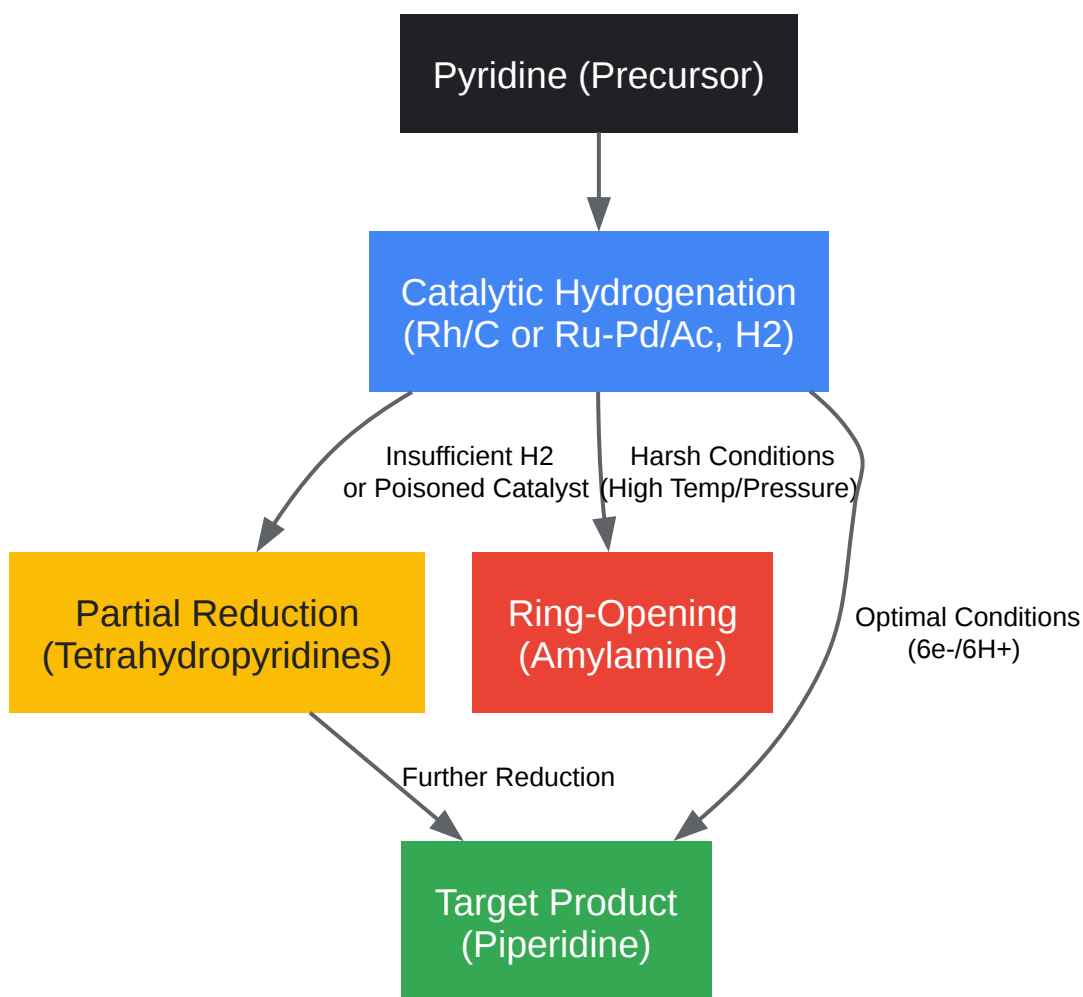 Pyridine (Precursor)
Catalytic Hydrogenation
(Rh/C or Ru-Pd/Ac, H2)
Insufficient H2
or Poisoned Catalyst
Harsh Conditions
(High Temp/Pressure)
Optimal Conditions
(6e-/6H+)
Partial Reduction
(Tetrahydropyridines)
Ring-Opening
(Amylamine)
Further Reduction
Target Product
(Piperidine)